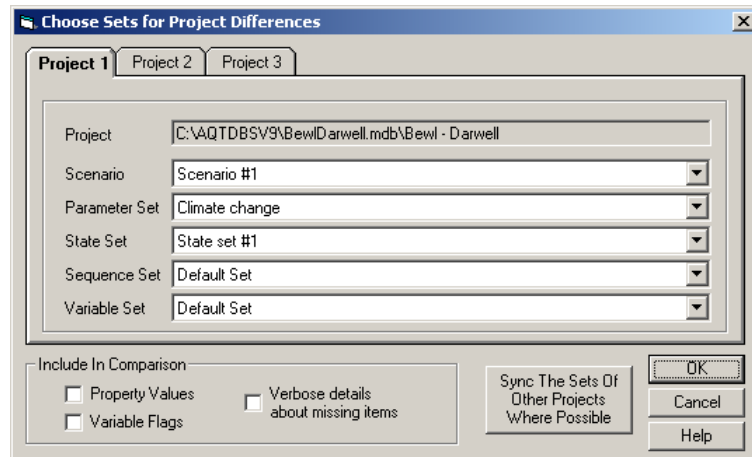 Choose Sets for Project Differences
Project 1 Project 2 Project 3
Project C:\AQTDBSV9\BewlDarwell.mdb\Bewl - Darwell
Scenario Scenario #1
Parameter Set Climate change
State Set State set #1
Sequence Set Default Set
Variable Set Default Set
Include In Comparison
Property Values
Variable Flags
Verbose details
about missing items
Sync The Sets Of
Other Projects
Where Possible
OK
Cancel
Help